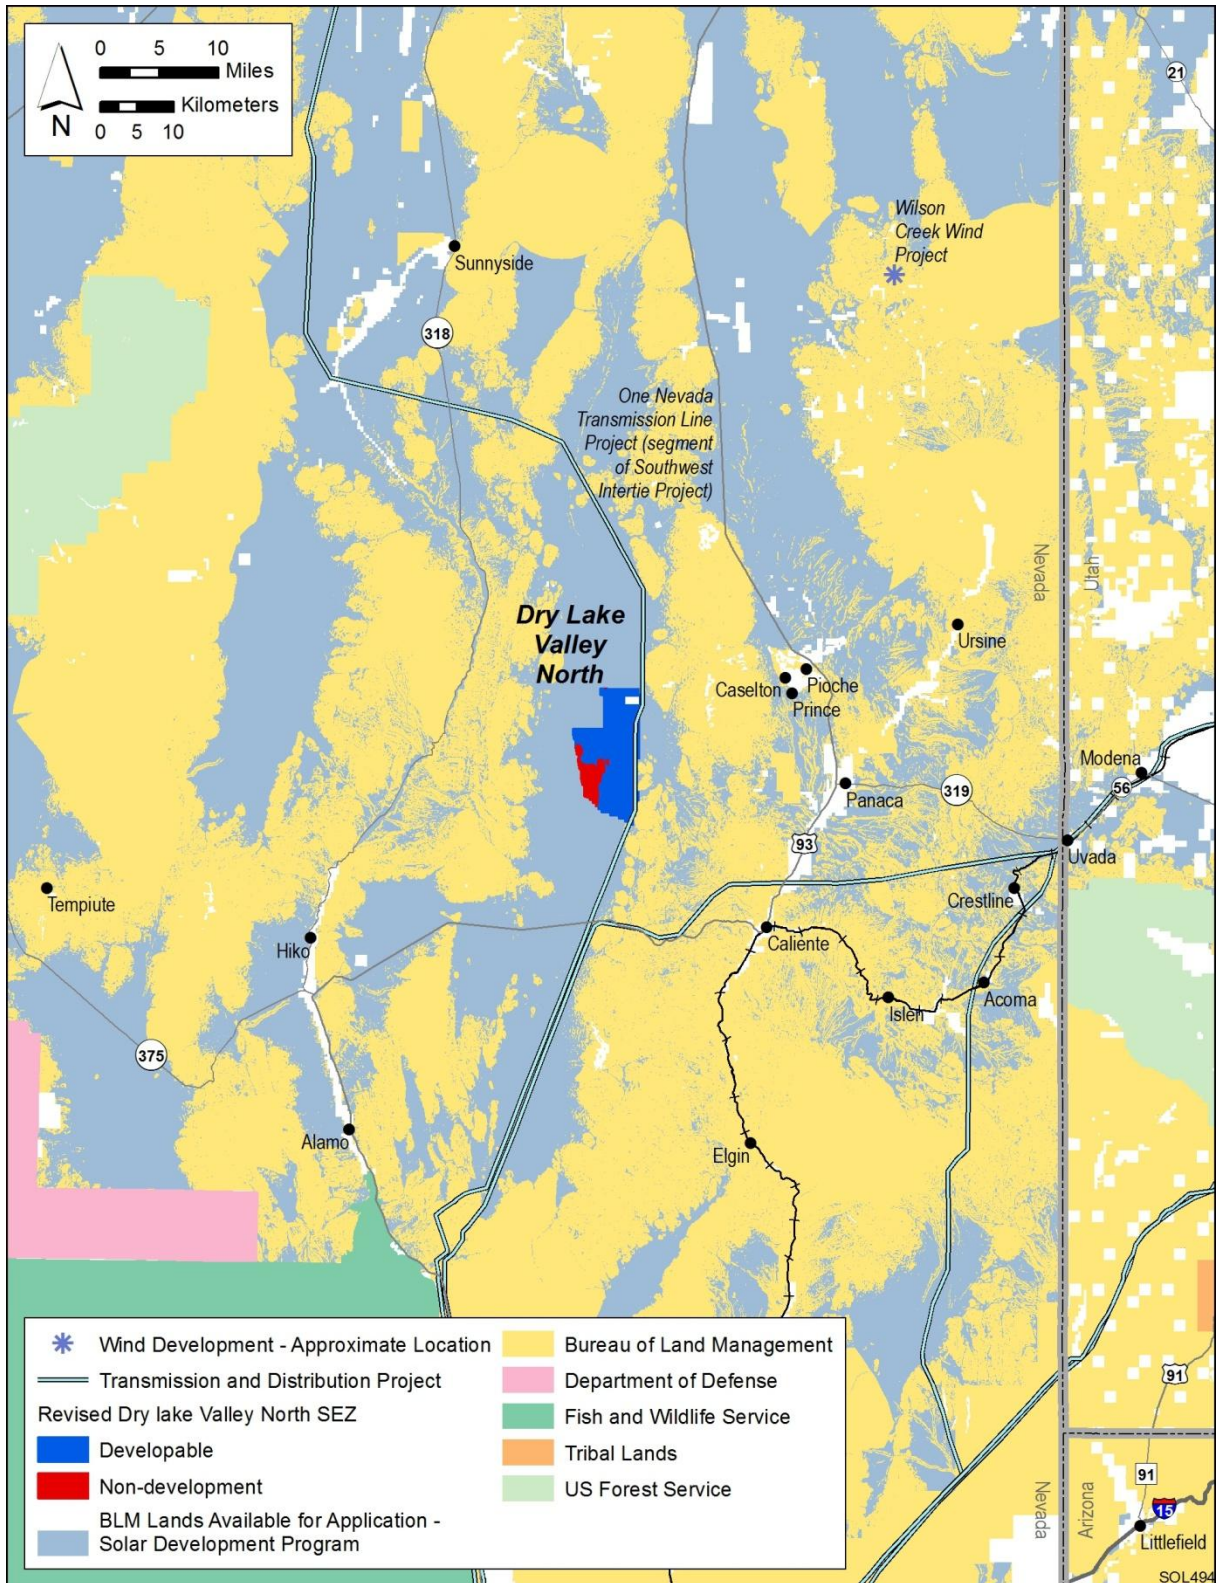 0 5 10
Miles
Kilometers
0 5 10
N
21
Wilson
Creek Wind
Project
Sunnyside
318
One Nevada
Transmission Line
Project (segment
of Southwest
Intertie Project)
Nevada
Utah
Dry Lake
Valley
North
Ursine
Caselton
Pioche
Prince
Modena
56
Panaca
319
93
Uvada
Tempiute
Crestline
Hiko
Caliente
Acoma
Islen
375
Alamo
Elgin
Wind Development - Approximate Location
Transmission and Distribution Project
Revised Dry lake Valley North SEZ
Developable
Non-development
BLM Lands Available for Application -
Solar Development Program
Bureau of Land Management
Department of Defense
Fish and Wildlife Service
Tribal Lands
US Forest Service
91
91
Nevada
Arizona
15
Littlefield
SOL494